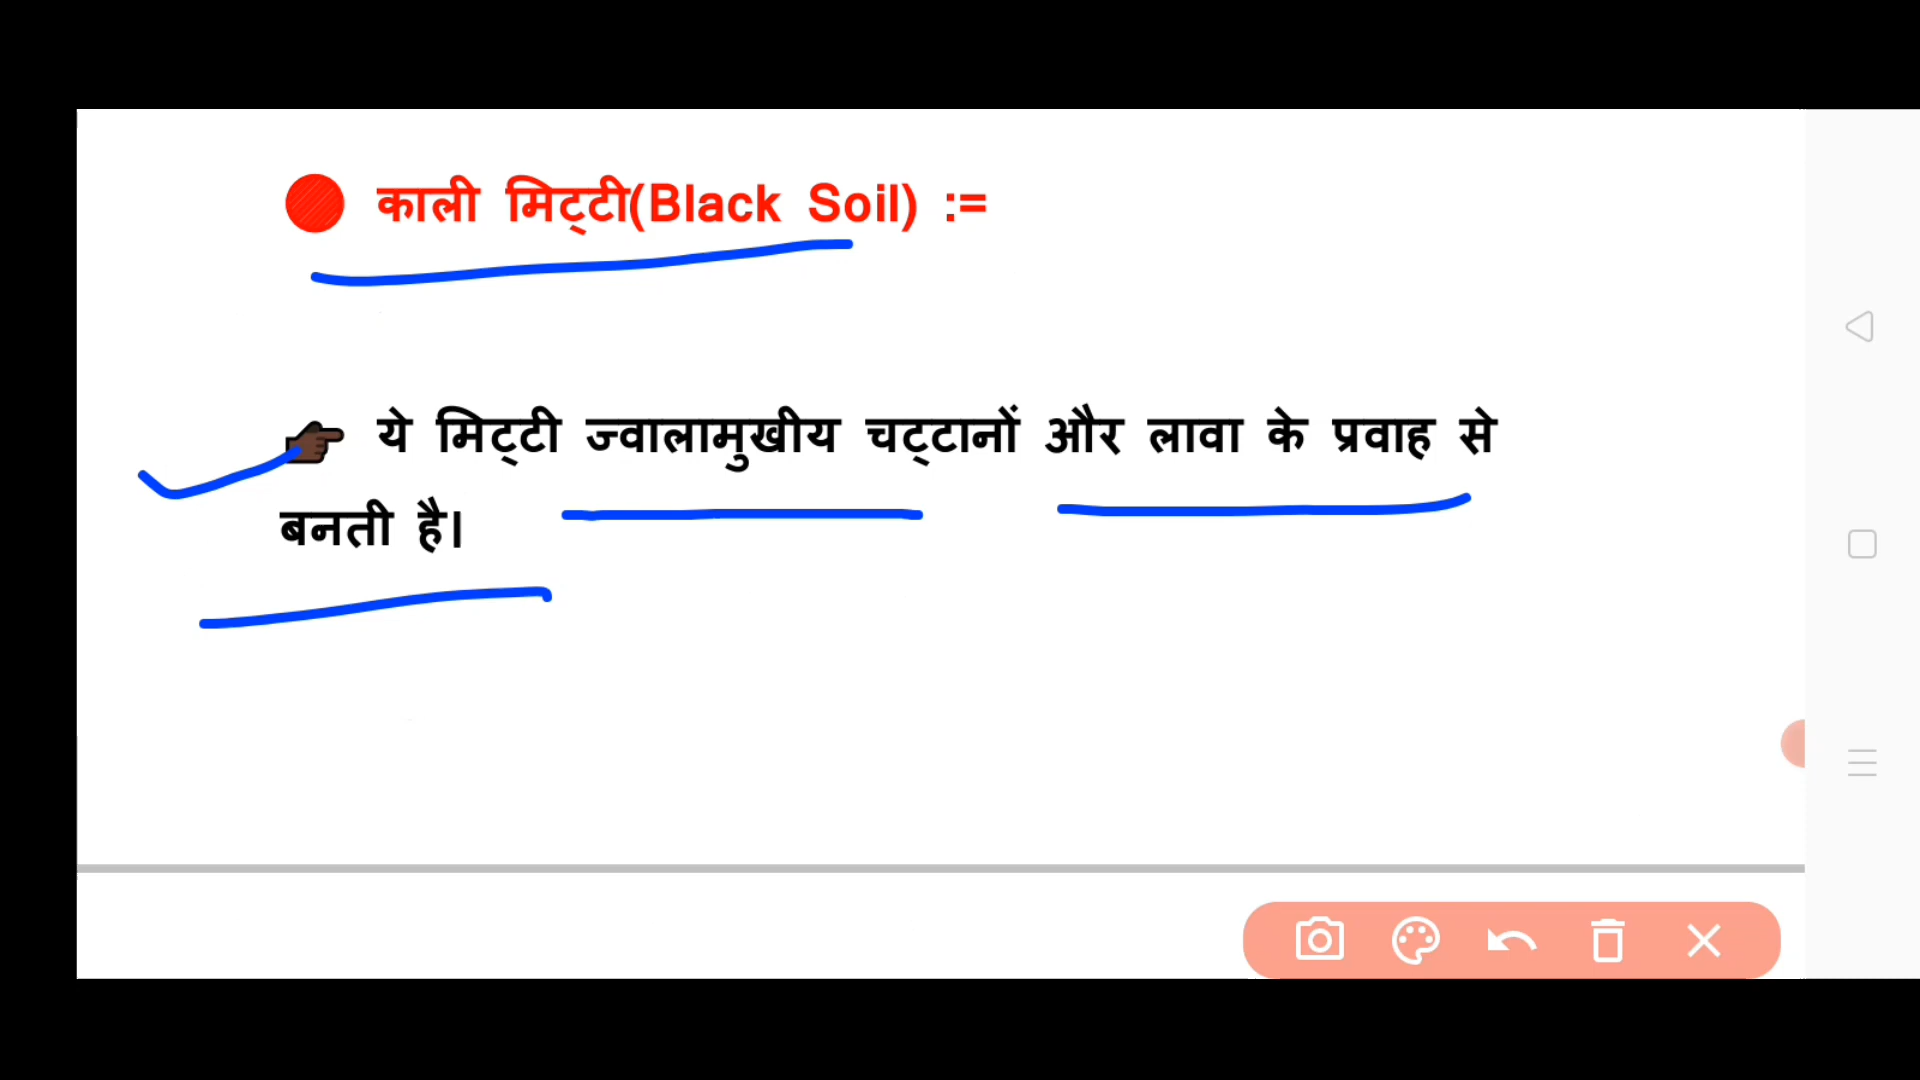 काली मिट्टी(Black Soil) :=
ये मिट्टी ज्वालामुखीय चट्टानों और लावा के प्रवाह से
बनती है।